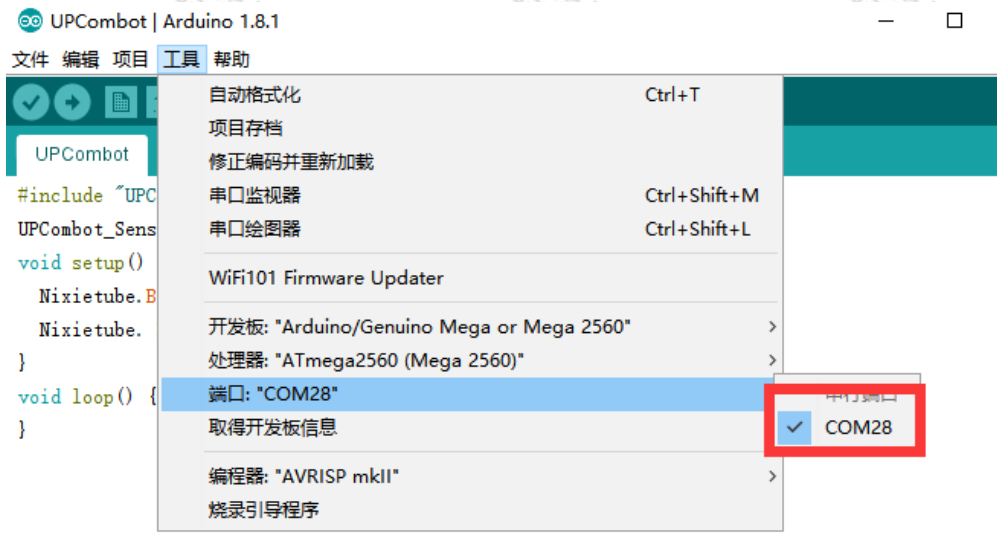 UPCombot | Arduino 1.8.1
文件 编辑 项目 工具 帮助
自动格式化 Ctrl+T
项目存档
UPCombot
修正编码并重新加载
#include "UPC
串口监视器 Ctrl+Shift+M
UPCombot_Sens
串口绘图器 Ctrl+Shift+L
void setup()
WiFi101 Firmware Updater
Nixietube.B
Nixietube.
开发板: "Arduino/Genuino Mega or Mega 2560"
}
处理器: "ATmega2560 (Mega 2560)"
void loop() {
端口: "COM28"
串行端口
}
取得开发板信息
COM28
编程器: "AVRISP mkII"
烧录引导程序